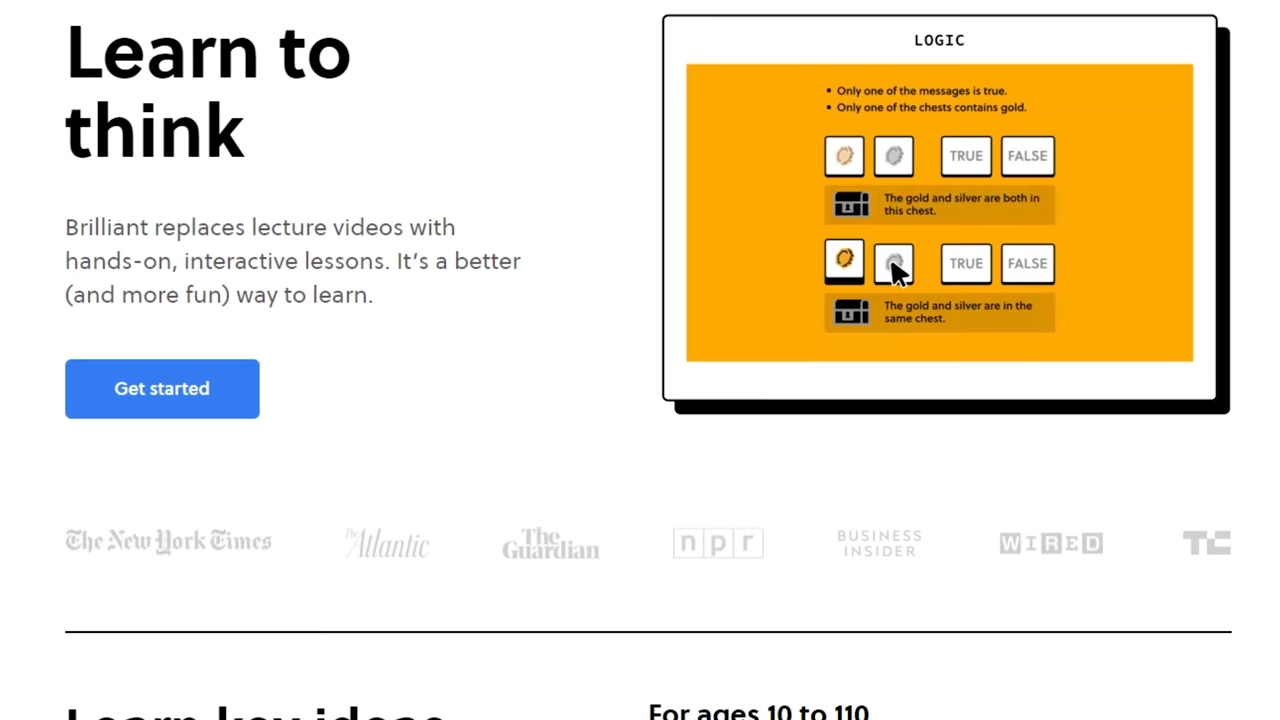 Learn to
think
Brilliant replaces lecture videos with
hands-on, interactive lessons. It's a better
(and more fun) way to learn.
Get started
LOGIC
• Only one of the messages is true.
• Only one of the chests contains gold.
TRUE FALSE
The gold and silver are both in
this chest.
TRUE FALSE
The gold and silver are in the
same chest.
The New York Times
The Atlantic
The Guardian
npr
BUSINESS
INSIDER
WIRED
TC
Learn key ideas
For ages 10 to 110